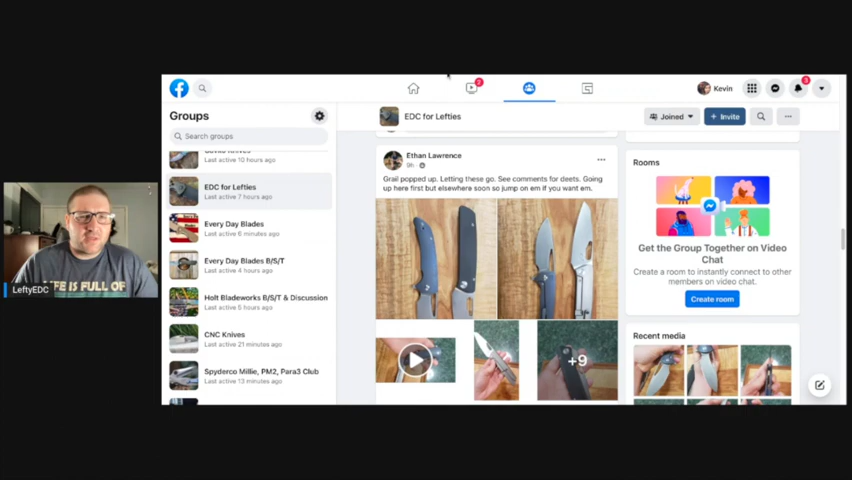 Kevin
Groups
Search groups
Last active 10 hours ago
EDC for Lefties
Last active 7 hours ago
Every Day Blades
Last active 6 minutes ago
Every Day Blades B/S/T
Last active 4 hours ago
Holt Bladeworks B/S/T & Discussion
Last active 5 hours ago
CNC Knives
Last active 21 minutes ago
Spyderco Millie, PM2, Para3 Club
Last active 13 minutes ago
EDC for Lefties
Joined
+ Invite
Ethan Lawrence
9h
Grail popped up. Letting these go. See comments for deets. Going
up here first but elsewhere soon so jump on em if you want em.
+9
Rooms
Get the Group Together on Video
Chat
Create a room to instantly connect to other
members on video chat.
Create room
Recent media
LIFE IS FULL OF
LeftyEDC